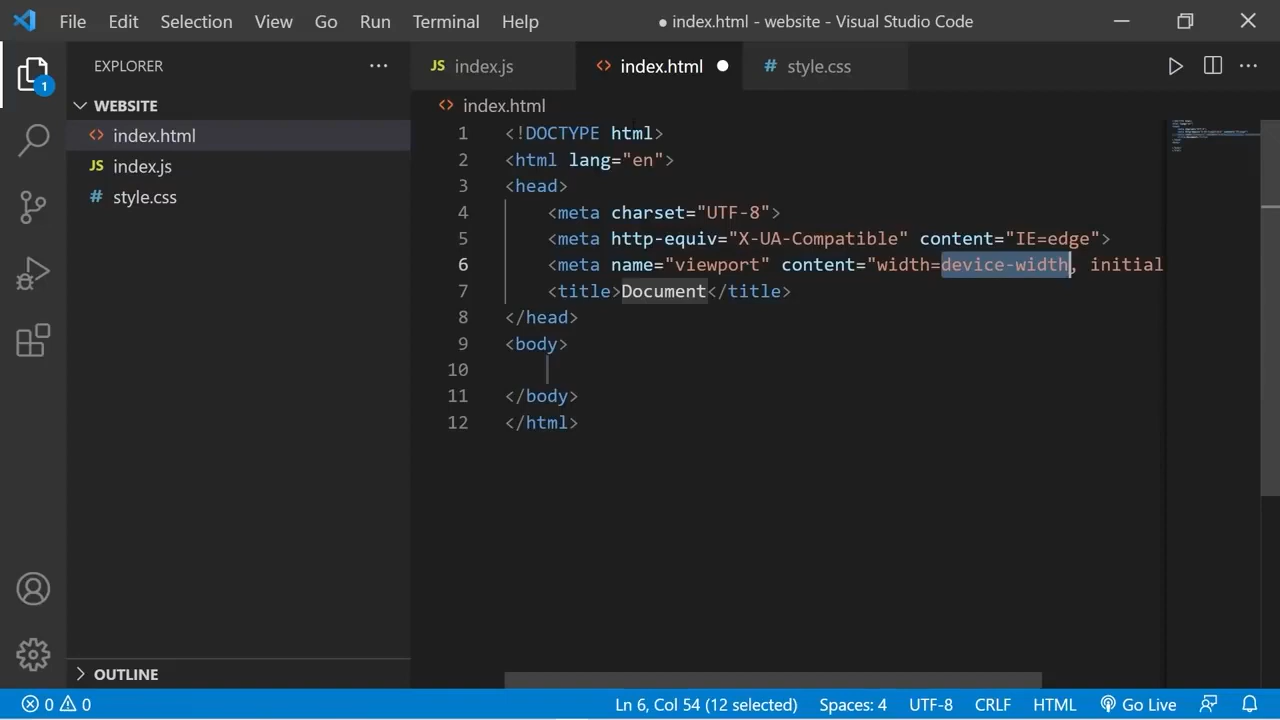 File Edit Selection View Go Run Terminal Help ● index.html - website - Visual Studio Code
EXPLORER
JS index.js
<> index.html
# style.css
1
WEBSITE
<> index.html
JS index.js
# style.css
<> index.html
1 <!DOCTYPE html>
2 <html lang="en">
3 <head>
4 <meta charset="UTF-8">
5 <meta http-equiv="X-UA-Compatible" content="IE=edge">
6 <meta name="viewport" content="width=device-width, initial
7 <title>Document</title>
8 </head>
9 <body>
10
11 </body>
12 </html>
OUTLINE
0 0 Ln 6, Col 54 (12 selected) Spaces: 4 UTF-8 CRLF HTML Go Live